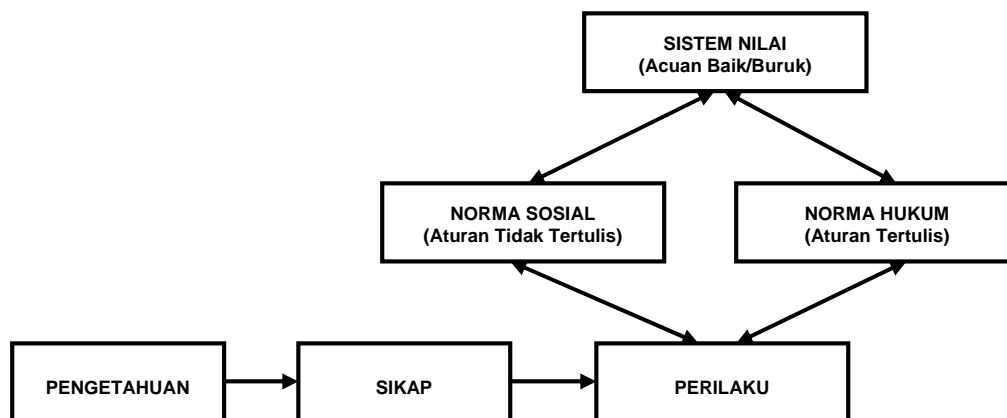 SISTEM NILAI
(Acuan Baik/Buruk)
NORMA SOSIAL
(Aturan Tidak Tertulis)
NORMA HUKUM
(Aturan Tertulis)
PENGETAHUAN
SIKAP
PERILAKU